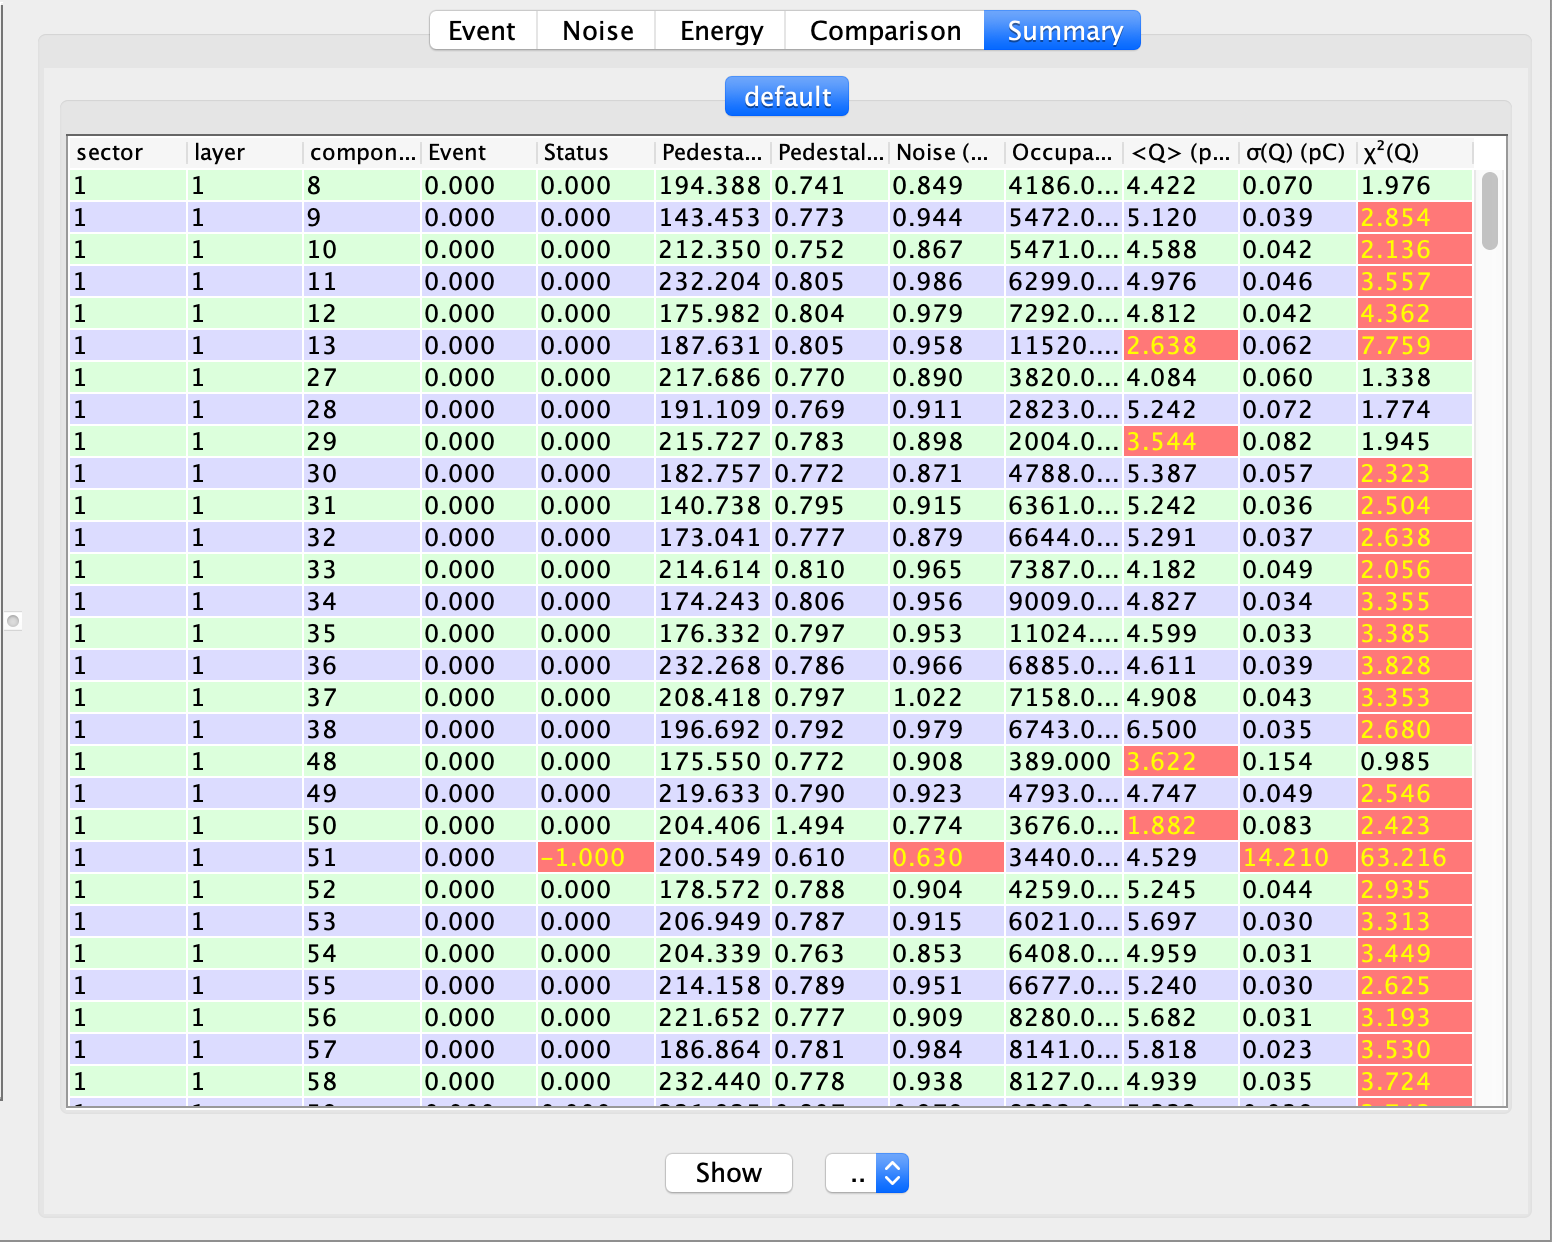 Event Noise Energy Comparison Summary
default
sector layer compon... Event Status Pedesta... Pedestal... Noise (... Occupa... <Q> (p... σ(Q) (pC) χ²(Q)
1 1 8 0.000 0.000 194.388 0.741 0.849 4186.0... 4.422 0.070 1.976
1 1 9 0.000 0.000 143.453 0.773 0.944 5472.0... 5.120 0.039 2.854
1 1 10 0.000 0.000 212.350 0.752 0.867 5471.0... 4.588 0.042 2.136
1 1 11 0.000 0.000 232.204 0.805 0.986 6299.0... 4.976 0.046 3.557
1 1 12 0.000 0.000 175.982 0.804 0.979 7292.0... 4.812 0.042 4.362
1 1 13 0.000 0.000 187.631 0.805 0.958 11520.... 2.638 0.062 7.759
1 1 27 0.000 0.000 217.686 0.770 0.890 3820.0... 4.084 0.060 1.338
1 1 28 0.000 0.000 191.109 0.769 0.911 2823.0... 5.242 0.072 1.774
1 1 29 0.000 0.000 215.727 0.783 0.898 2004.0... 3.544 0.082 1.945
1 1 30 0.000 0.000 182.757 0.772 0.871 4788.0... 5.387 0.057 2.323
1 1 31 0.000 0.000 140.738 0.795 0.915 6361.0... 5.242 0.036 2.504
1 1 32 0.000 0.000 173.041 0.777 0.879 6644.0... 5.291 0.037 2.638
1 1 33 0.000 0.000 214.614 0.810 0.965 7387.0... 4.182 0.049 2.056
1 1 34 0.000 0.000 174.243 0.806 0.956 9009.0... 4.827 0.034 3.355
1 1 35 0.000 0.000 176.332 0.797 0.953 11024.... 4.599 0.033 3.385
1 1 36 0.000 0.000 232.268 0.786 0.966 6885.0... 4.611 0.039 3.828
1 1 37 0.000 0.000 208.418 0.797 1.022 7158.0... 4.908 0.043 3.353
1 1 38 0.000 0.000 196.692 0.792 0.979 6743.0... 6.500 0.035 2.680
1 1 48 0.000 0.000 175.550 0.772 0.908 389.000 3.622 0.154 0.985
1 1 49 0.000 0.000 219.633 0.790 0.923 4793.0... 4.747 0.049 2.546
1 1 50 0.000 0.000 204.406 1.494 0.774 3676.0... 1.882 0.083 2.423
1 1 51 0.000 -1.000 200.549 0.610 0.630 3440.0... 4.529 14.210 63.216
1 1 52 0.000 0.000 178.572 0.788 0.904 4259.0... 5.245 0.044 2.935
1 1 53 0.000 0.000 206.949 0.787 0.915 6021.0... 5.697 0.030 3.313
1 1 54 0.000 0.000 204.339 0.763 0.853 6408.0... 4.959 0.031 3.449
1 1 55 0.000 0.000 214.158 0.789 0.951 6677.0... 5.240 0.030 2.625
1 1 56 0.000 0.000 221.652 0.777 0.909 8280.0... 5.682 0.031 3.193
1 1 57 0.000 0.000 186.864 0.781 0.984 8141.0... 5.818 0.023 3.530
1 1 58 0.000 0.000 232.440 0.778 0.938 8127.0... 4.939 0.035 3.724
Show ..